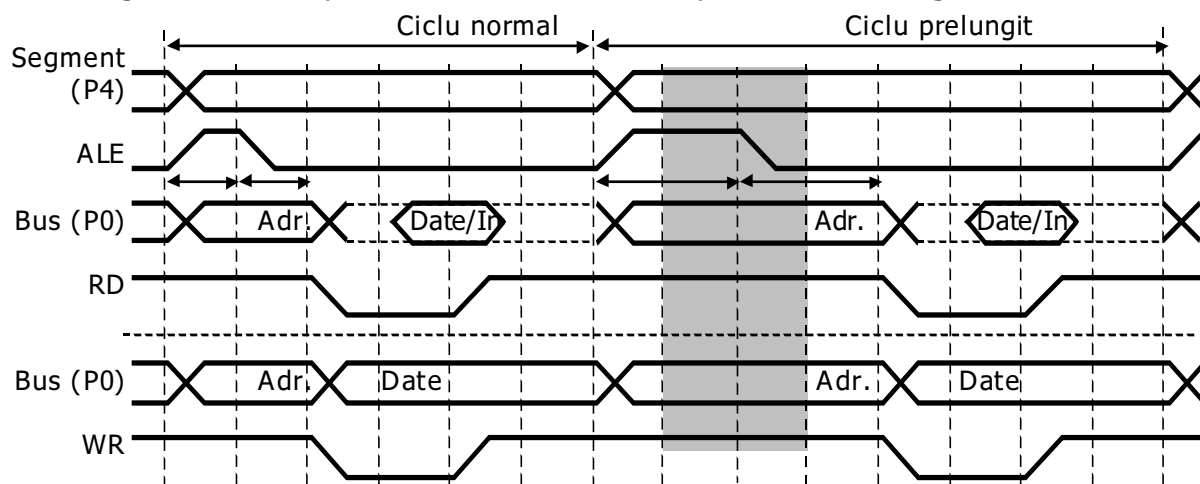 Ciclu normal Ciclu prelungit
Segment
(P4)
ALE
Bus (P0) Adr. Date/In Adr. Date/In
RD
Bus (P0) Adr. Date Adr. Date
WR